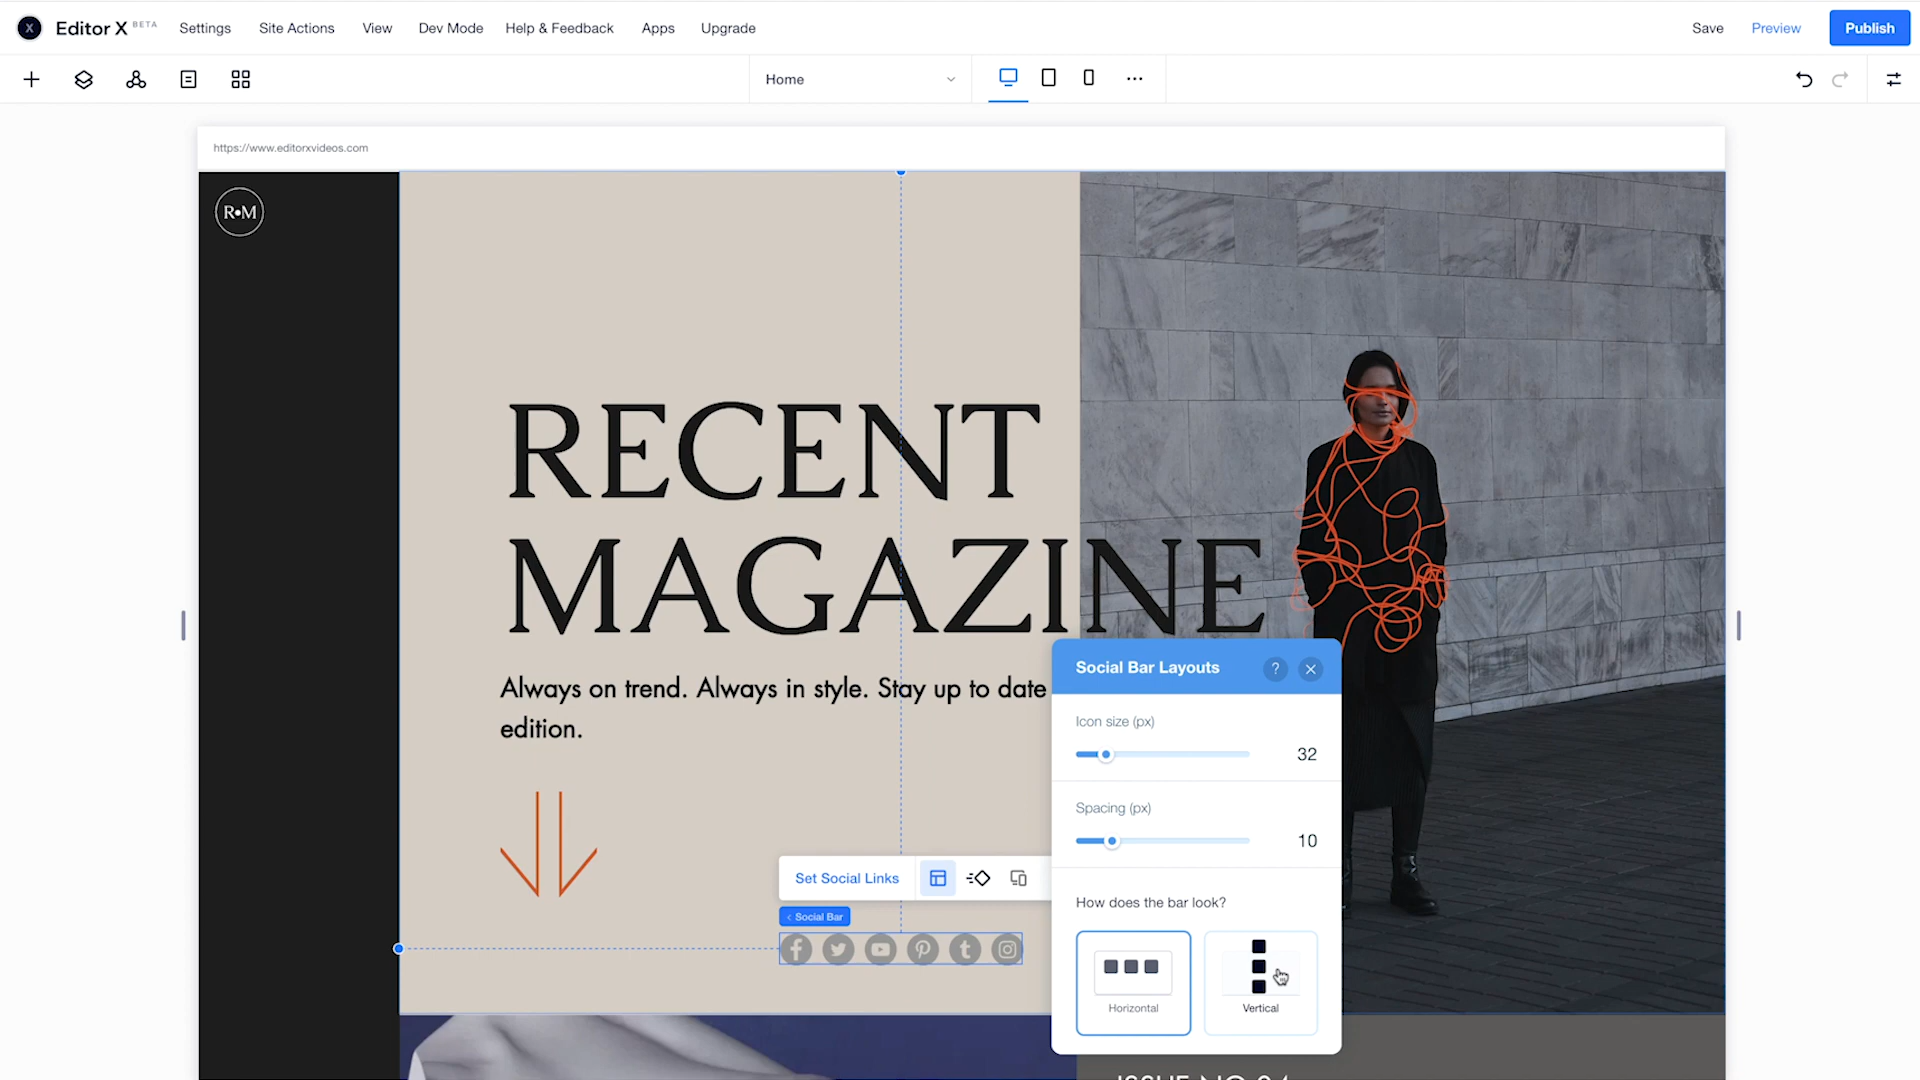 Editor X BETA Settings Site Actions View Dev Mode Help & Feedback Apps Upgrade Save Preview Publish
Home
https://www.editorxvideos.com
R•M
RECENT
MAGAZINE
Always on trend. Always in style. Stay up to date
edition.
Social Bar Layouts ?
Icon size (px)
32
Spacing (px)
10
Set Social Links
How does the bar look?
< Social Bar
Horizontal
Vertical